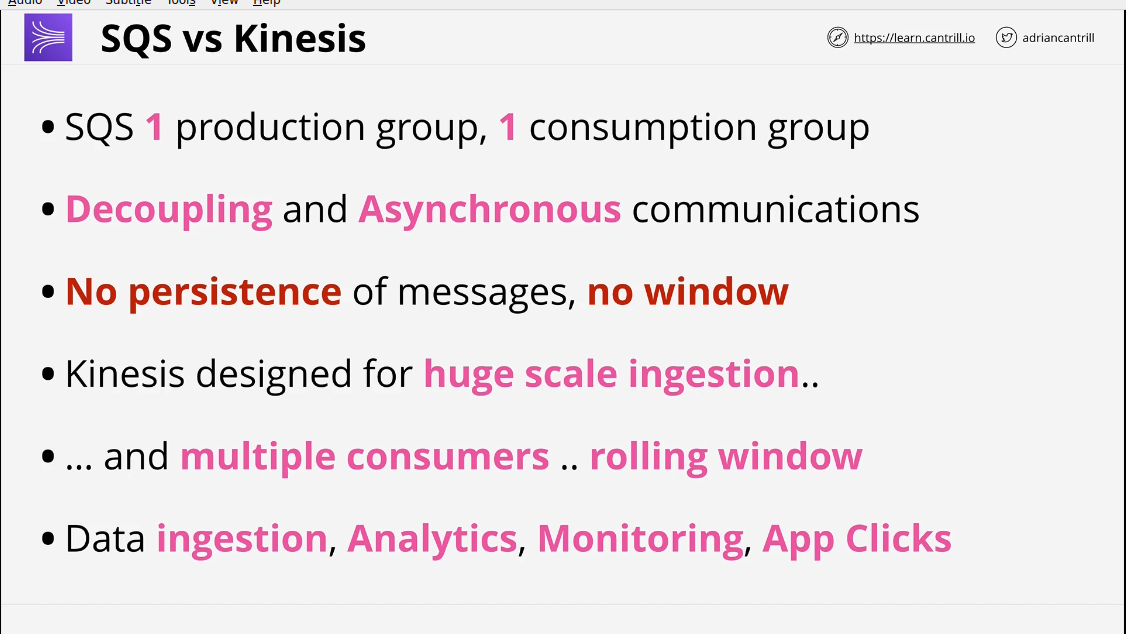 Audio Video Subtitle Tools View Help
SQS vs Kinesis
https://learn.cantrill.io adriancantrill
• SQS 1 production group, 1 consumption group
• Decoupling and Asynchronous communications
• No persistence of messages, no window
• Kinesis designed for huge scale ingestion..
• ... and multiple consumers .. rolling window
• Data ingestion, Analytics, Monitoring, App Clicks